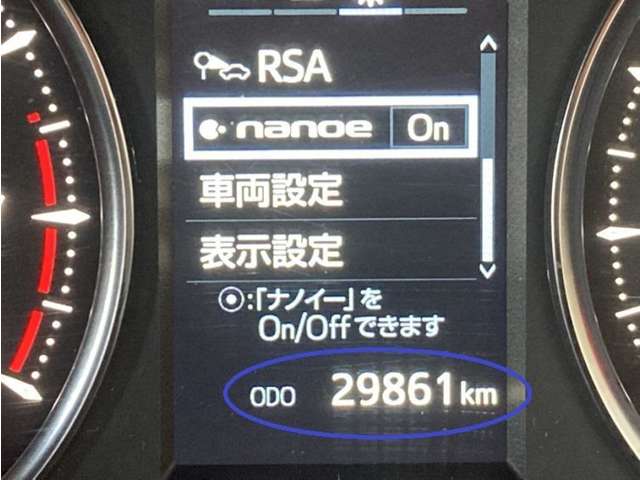 RSA
nanoe On
車両設定
表示設定
⦿:「ナノイー」を
On/Offできます
ODO 29861km